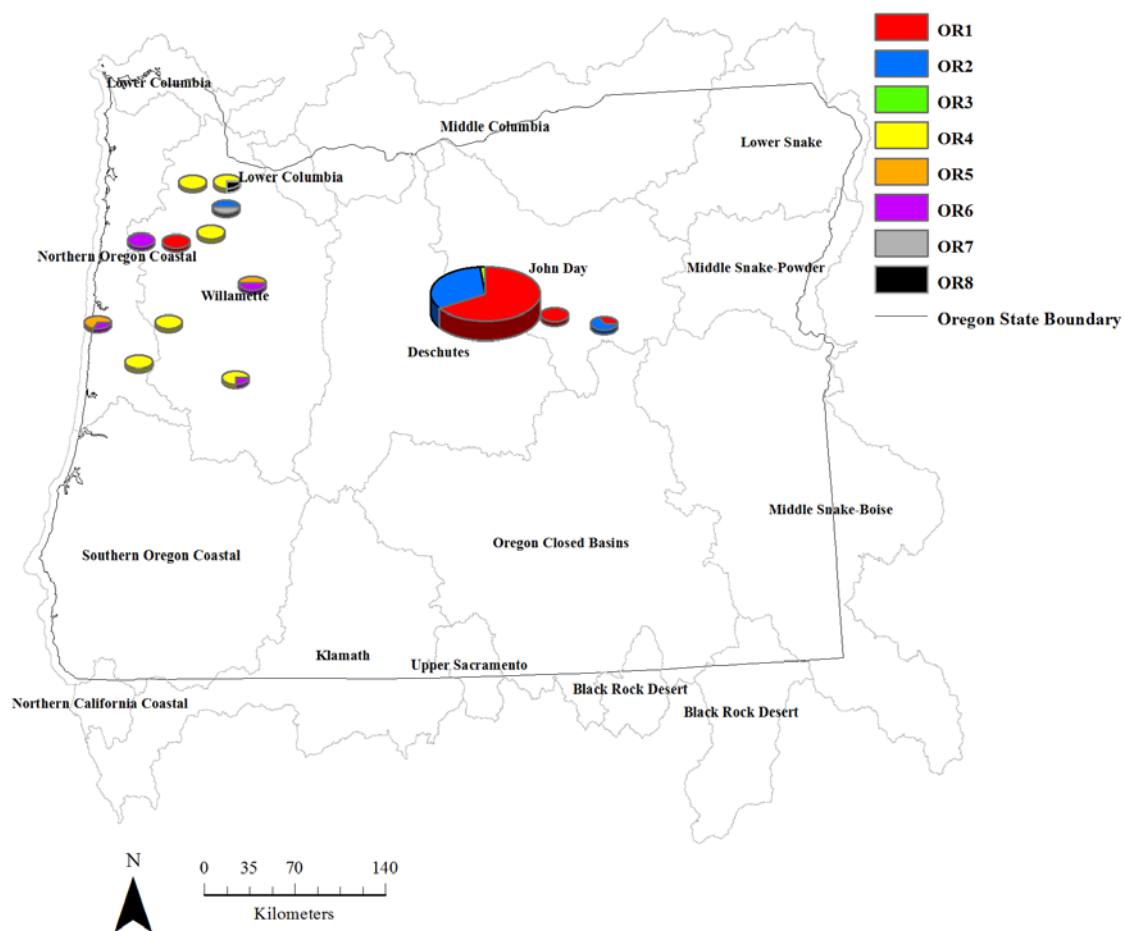 OR1
OR2
OR3
OR4
OR5
OR6
OR7
OR8
Oregon State Boundary
Lower Columbia
Middle Columbia
Lower Snake
Lower Columbia
Northern Oregon Coastal
John Day
Middle Snake-Powder
Willamette
Deschutes
Middle Snake-Boise
Southern Oregon Coastal
Oregon Closed Basins
Klamath
Upper Sacramento
Black Rock Desert
Northern California Coastal
Black Rock Desert
N
0 35 70 140
Kilometers